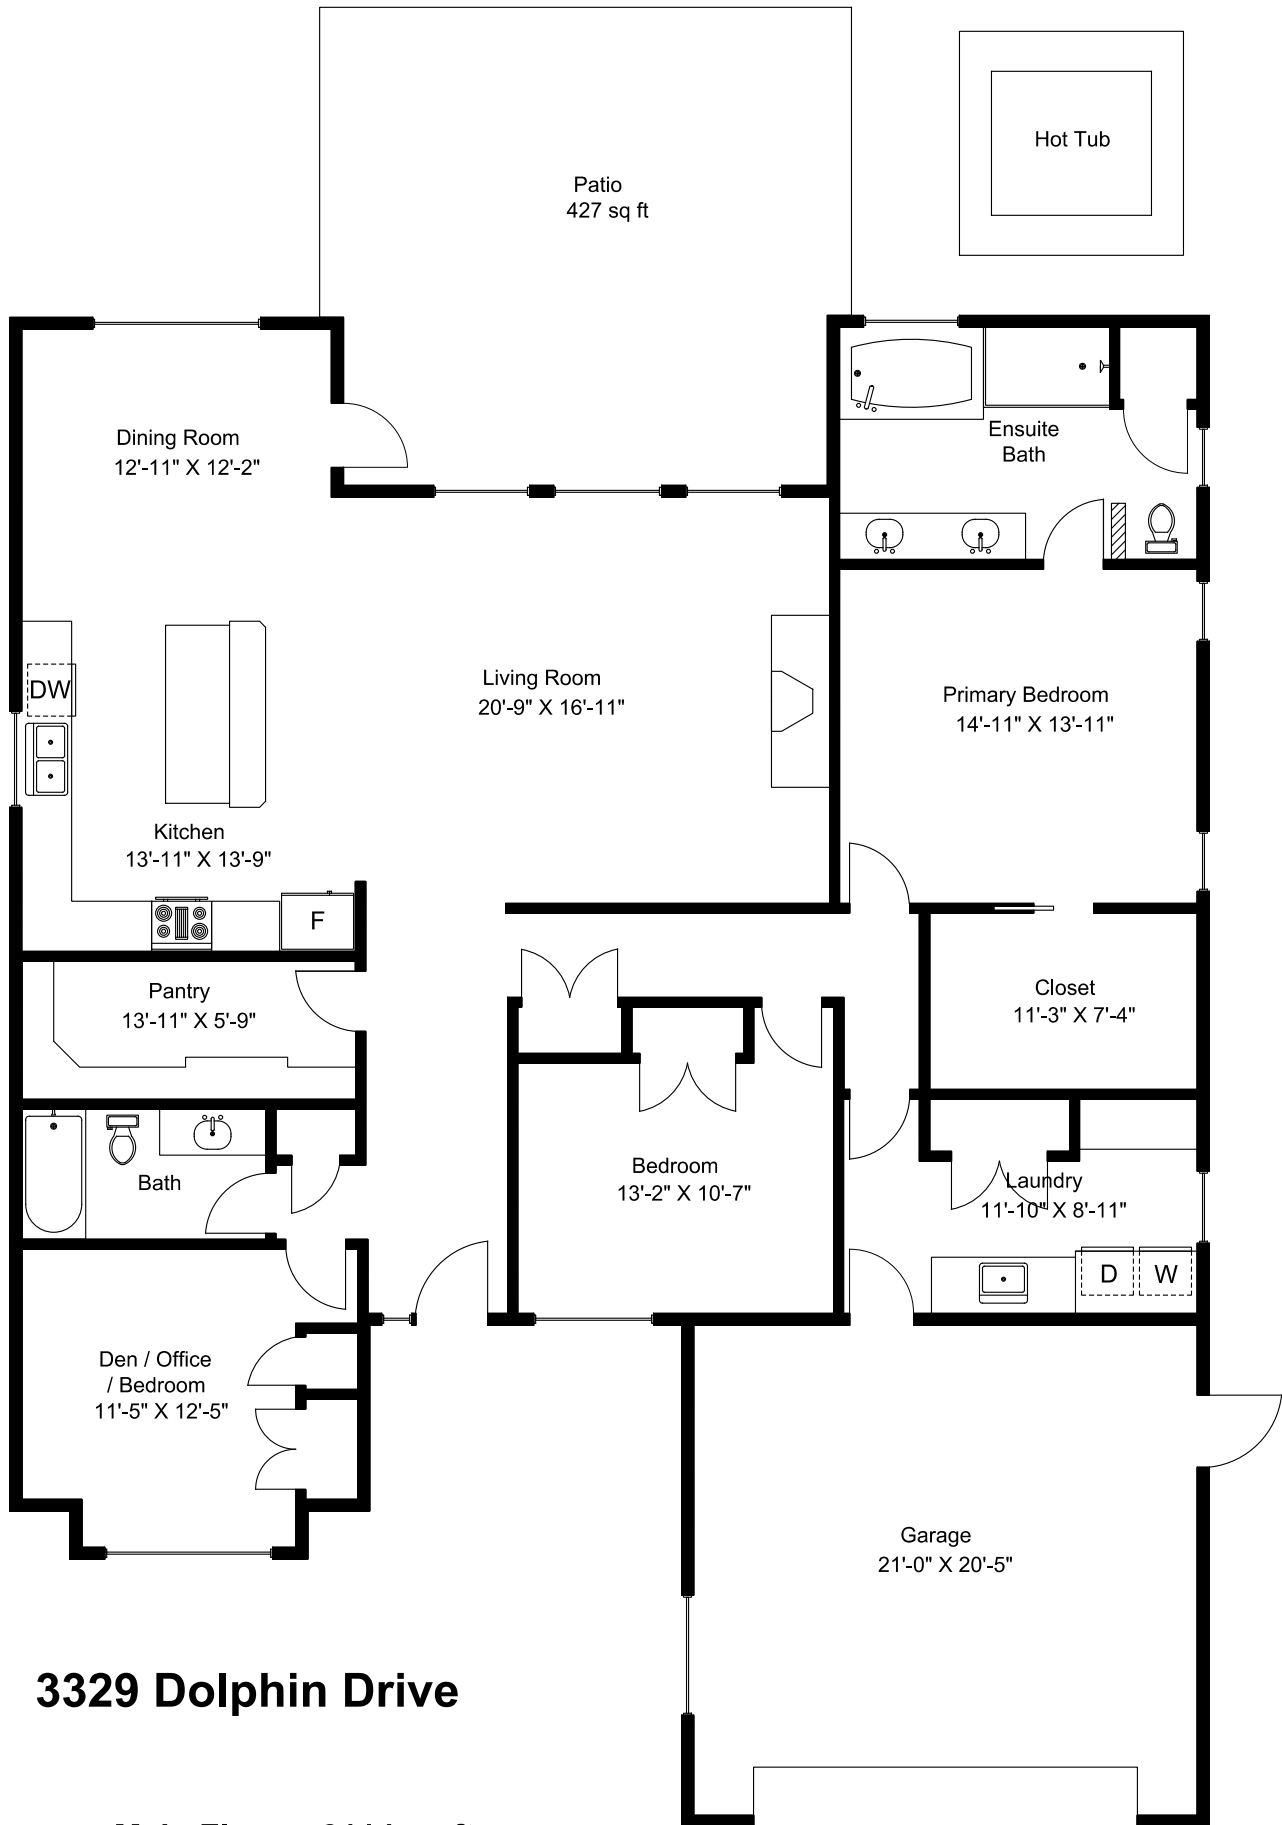 Hot Tub
Patio
427 sq ft
Dining Room
12'-11" X 12'-2"
Ensuite
Bath
DW
Living Room
20'-9" X 16'-11"
Primary Bedroom
14'-11" X 13'-11"
Kitchen
13'-11" X 13'-9"
F
Pantry
13'-11" X 5'-9"
Closet
11'-3" X 7'-4"
Bath
Bedroom
13'-2" X 10'-7"
Laundry
11'-10" X 8'-11"
D W
Den / Office
/ Bedroom
11'-5" X 12'-5"
Garage
21'-0" X 20'-5"
3329 Dolphin Drive